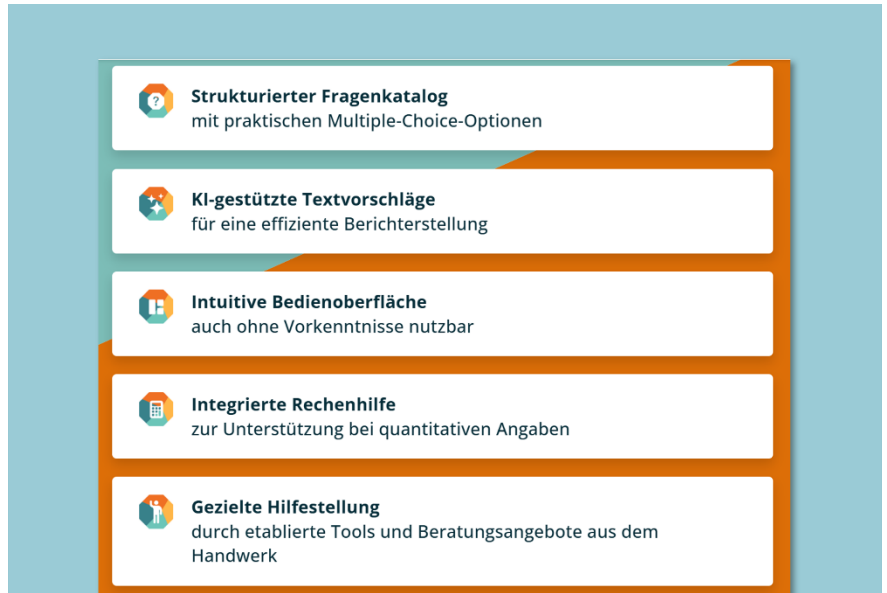 Strukturierter Fragenkatalog
mit praktischen Multiple-Choice-Optionen
KI-gestützte Textvorschläge
für eine effiziente Berichterstellung
Intuitive Bedienoberfläche
auch ohne Vorkenntnisse nutzbar
Integrierte Rechenhilfe
zur Unterstützung bei quantitativen Angaben
Gezielte Hilfestellung
durch etablierte Tools und Beratungsangebote aus dem
Handwerk